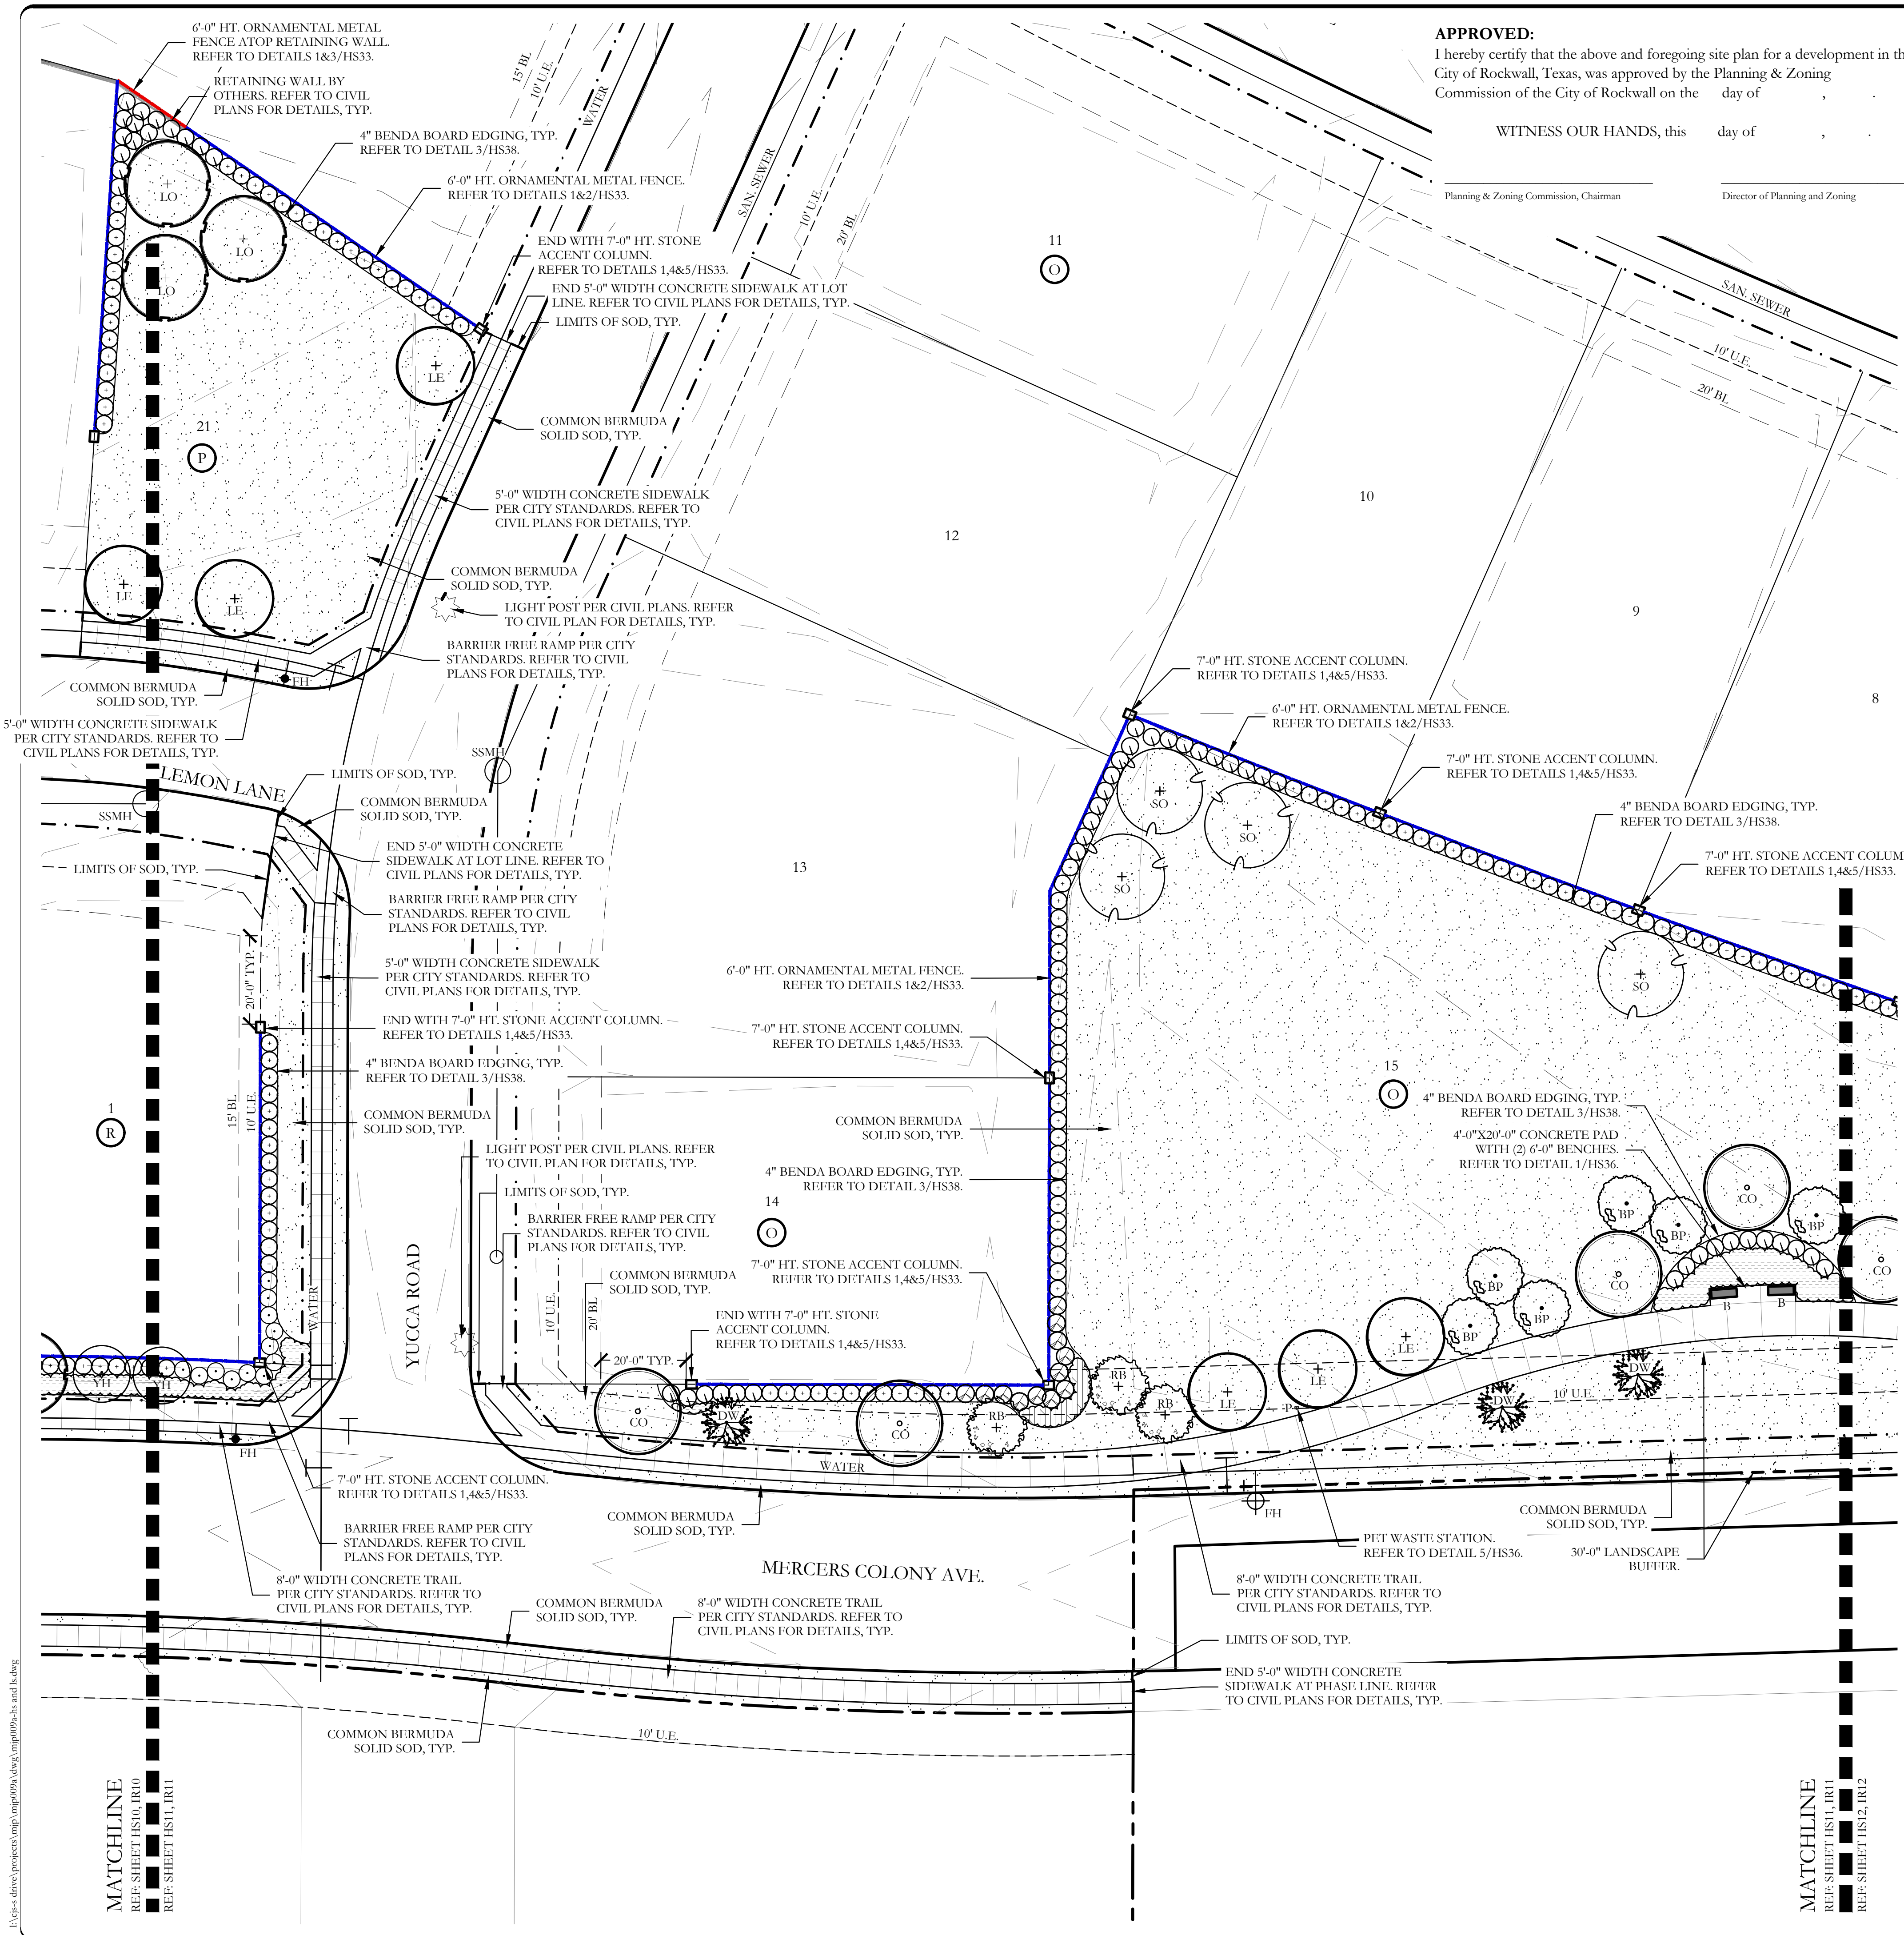 6'-0" HT. ORNAMENTAL METAL
FENCE ATOP RETAINING WALL.
REFER TO DETAILS 1&3/HS33.
RETAINING WALL BY
OTHERS. REFER TO CIVIL
PLANS FOR DETAILS, TYP.
4" BENDA BOARD EDGING, TYP.
REFER TO DETAIL 3/HS38.
6'-0" HT. ORNAMENTAL METAL FENCE.
REFER TO DETAILS 1&2/HS33.
END WITH 7'-0" HT. STONE
ACCENT COLUMN.
REFER TO DETAILS 1,4&5/HS33.
END 5'-0" WIDTH CONCRETE SIDEWALK AT LOT
LINE. REFER TO CIVIL PLANS FOR DETAILS, TYP.
LIMITS OF SOD, TYP.
15' BL
10' U.E.
WATER
SAN. SEWER
10' U.E.
20' BL
11
O
APPROVED:
I hereby certify that the above and foregoing site plan for a development in th
City of Rockwall, Texas, was approved by the Planning & Zoning
Commission of the City of Rockwall on the day of , .
WITNESS OUR HANDS, this day of , .
Planning & Zoning Commission, Chairman
Director of Planning and Zoning
SAN. SEWER
10' U.E.
20' BL
LO
LO
LO
LE
21
P
COMMON BERMUDA
SOLID SOD, TYP.
5'-0" WIDTH CONCRETE SIDEWALK
PER CITY STANDARDS. REFER TO
CIVIL PLANS FOR DETAILS, TYP.
12
10
9
8
COMMON BERMUDA
SOLID SOD, TYP.
LIGHT POST PER CIVIL PLANS. REFER
TO CIVIL PLAN FOR DETAILS, TYP.
BARRIER FREE RAMP PER CITY
STANDARDS. REFER TO CIVIL
PLANS FOR DETAILS, TYP.
LE
LE
FH
COMMON BERMUDA
SOLID SOD, TYP.
5'-0" WIDTH CONCRETE SIDEWALK
PER CITY STANDARDS. REFER TO
CIVIL PLANS FOR DETAILS, TYP.
7'-0" HT. STONE ACCENT COLUMN.
REFER TO DETAILS 1,4&5/HS33.
6'-0" HT. ORNAMENTAL METAL FENCE.
REFER TO DETAILS 1&2/HS33.
7'-0" HT. STONE ACCENT COLUMN.
REFER TO DETAILS 1,4&5/HS33.
4" BENDA BOARD EDGING, TYP.
REFER TO DETAIL 3/HS38.
7'-0" HT. STONE ACCENT COLUM
REFER TO DETAILS 1,4&5/HS33.
SSMH
LEMON LANE
SSMH
LIMITS OF SOD, TYP.
COMMON BERMUDA
SOLID SOD, TYP.
END 5'-0" WIDTH CONCRETE
SIDEWALK AT LOT LINE. REFER TO
CIVIL PLANS FOR DETAILS, TYP.
LIMITS OF SOD, TYP.
BARRIER FREE RAMP PER CITY
STANDARDS. REFER TO CIVIL
PLANS FOR DETAILS, TYP.
13
SO
SO
SO
SO
20'-0" TYP.
5'-0" WIDTH CONCRETE SIDEWALK
PER CITY STANDARDS. REFER TO
CIVIL PLANS FOR DETAILS, TYP.
6'-0" HT. ORNAMENTAL METAL FENCE.
REFER TO DETAILS 1&2/HS33.
END WITH 7'-0" HT. STONE ACCENT COLUMN.
REFER TO DETAILS 1,4&5/HS33.
7'-0" HT. STONE ACCENT COLUMN.
REFER TO DETAILS 1,4&5/HS33.
4" BENDA BOARD EDGING, TYP.
REFER TO DETAIL 3/HS38.
15' BL
10' U.E.
1
R
COMMON BERMUDA
SOLID SOD, TYP.
COMMON BERMUDA
SOLID SOD, TYP.
15
O
4" BENDA BOARD EDGING, TYP.
REFER TO DETAIL 3/HS38.
4'-0"X20'-0" CONCRETE PAD
WITH (2) 6'-0" BENCHES.
REFER TO DETAIL 1/HS36.
LIGHT POST PER CIVIL PLANS. REFER
TO CIVIL PLAN FOR DETAILS, TYP.
4" BENDA BOARD EDGING, TYP.
REFER TO DETAIL 3/HS38.
LIMITS OF SOD, TYP.
14
O
BARRIER FREE RAMP PER CITY
STANDARDS. REFER TO CIVIL
PLANS FOR DETAILS, TYP.
7'-0" HT. STONE ACCENT COLUMN.
REFER TO DETAILS 1,4&5/HS33.
COMMON BERMUDA
SOLID SOD, TYP.
END WITH 7'-0" HT. STONE
ACCENT COLUMN.
REFER TO DETAILS 1,4&5/HS33.
WATER
YUCCA ROAD
10' U.E.
20' BL
20'-0" TYP.
CO
BP
BP
BP
CO
CO
BP
BP
BP
B
B
YH
YH
CO
DW
CO
RB
RB
RB
LE
LE
LE
P
DW
DW
10' U.E.
WATER
FH
FH
7'-0" HT. STONE ACCENT COLUMN.
REFER TO DETAILS 1,4&5/HS33.
COMMON BERMUDA
SOLID SOD, TYP.
COMMON BERMUDA
SOLID SOD, TYP.
BARRIER FREE RAMP PER CITY
STANDARDS. REFER TO CIVIL
PLANS FOR DETAILS, TYP.
PET WASTE STATION.
REFER TO DETAIL 5/HS36.
30'-0" LANDSCAPE
BUFFER.
MERCERS COLONY AVE.
8'-0" WIDTH CONCRETE TRAIL
PER CITY STANDARDS. REFER TO
CIVIL PLANS FOR DETAILS, TYP.
8'-0" WIDTH CONCRETE TRAIL
PER CITY STANDARDS. REFER TO
CIVIL PLANS FOR DETAILS, TYP.
COMMON BERMUDA
SOLID SOD, TYP.
8'-0" WIDTH CONCRETE TRAIL
PER CITY STANDARDS. REFER TO
CIVIL PLANS FOR DETAILS, TYP.
LIMITS OF SOD, TYP.
END 5'-0" WIDTH CONCRETE
SIDEWALK AT PHASE LINE. REFER
TO CIVIL PLANS FOR DETAILS, TYP.
COMMON BERMUDA
SOLID SOD, TYP.
10' U.E.
MATCHLINE
REF: SHEET HS10, IR10
REF: SHEET HS11, IR11
MATCHLINE
REF: SHEET HS11, IR11
REF: SHEET HS12, IR12
l:\cjs-s drive\projects\mjp\mjp009a\dwg\mjp009a-hs and ls.dwg